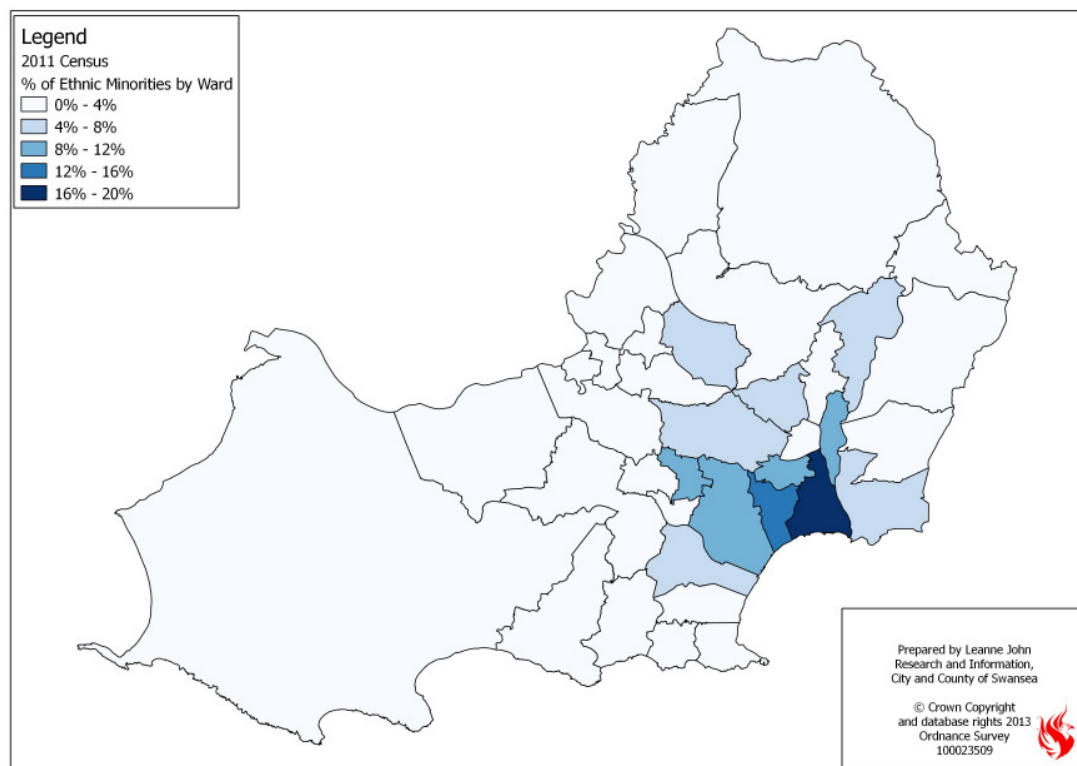 Legend
2011 Census
% of Ethnic Minorities by Ward
0% - 4%
4% - 8%
8% - 12%
12% - 16%
16% - 20%
Prepared by Leanne John
Research and Information,
City and County of Swansea
© Crown Copyright
and database rights 2013
Ordnance Survey
100023509